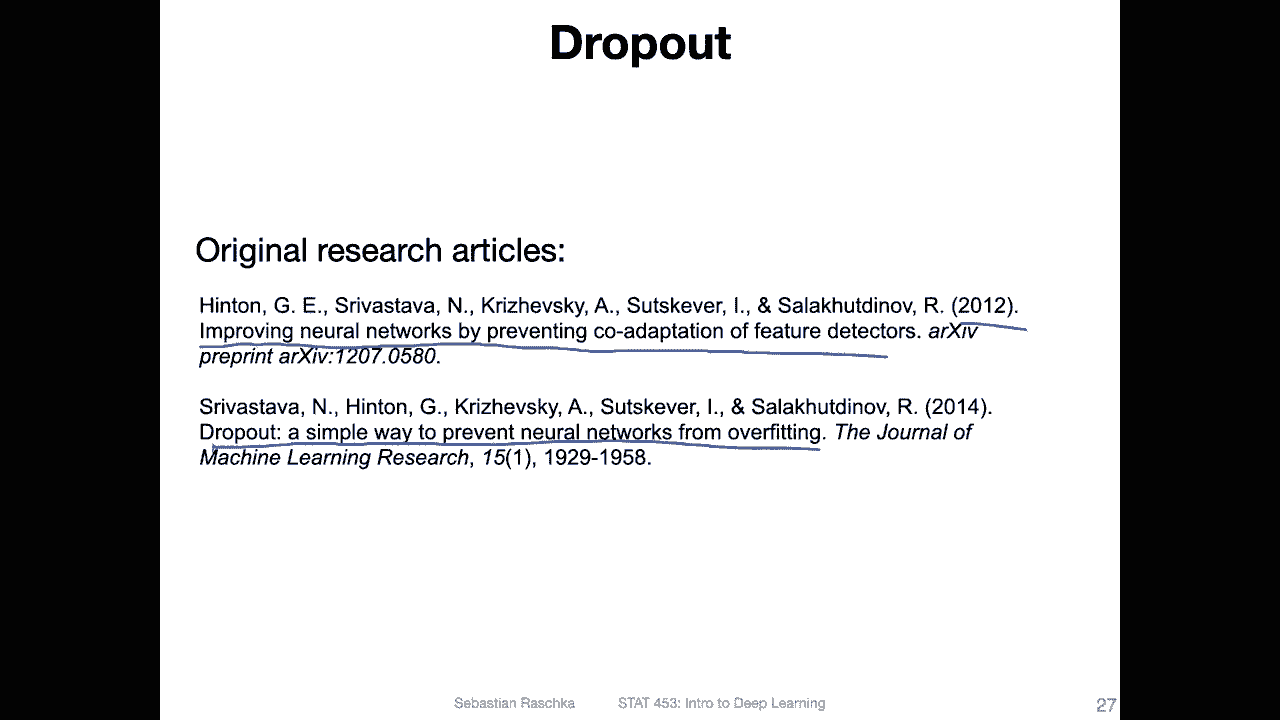 Dropout
Original research articles:
Hinton, G. E., Srivastava, N., Krizhevsky, A., Sutskever, I., & Salakhutdinov, R. (2012).
Improving neural networks by preventing co-adaptation of feature detectors. arXiv
preprint arXiv:1207.0580.
Srivastava, N., Hinton, G., Krizhevsky, A., Sutskever, I., & Salakhutdinov, R. (2014).
Dropout: a simple way to prevent neural networks from overfitting. The Journal of
Machine Learning Research, 15(1), 1929-1958.
Sebastian Raschka STAT 453: Intro to Deep Learning 27